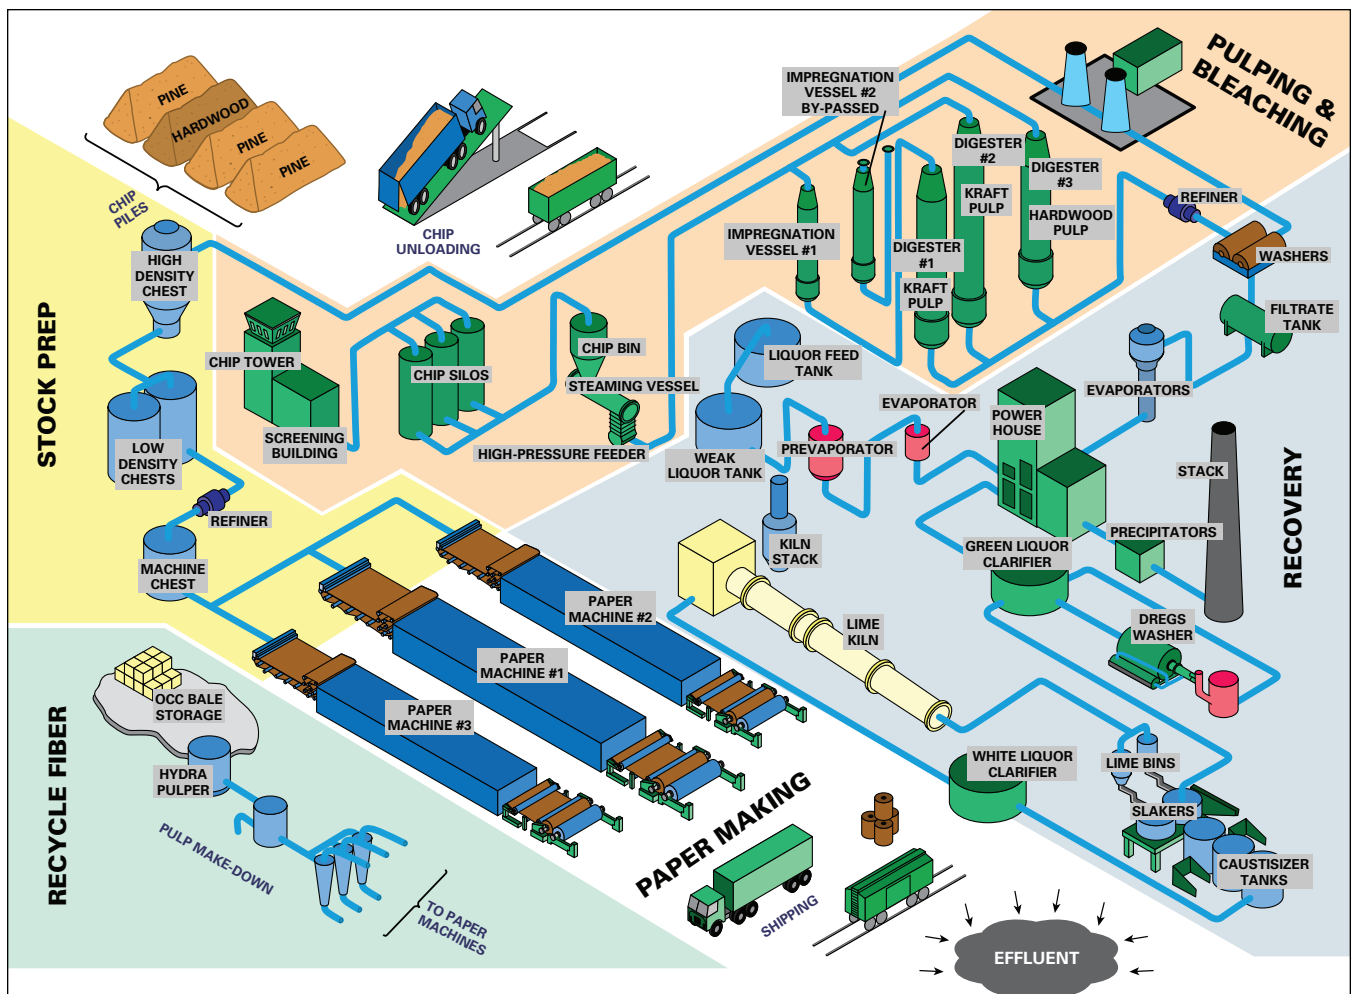 PULPING &
BLEACHING
PINE
HARDWOOD
PINE
PINE
CHIP
PILES
CHIP
UNLOADING
IMPREGNATION
VESSEL #2
BY-PASSED
DIGESTER
#2
KRAFT
PULP
DIGESTER
#3
HARDWOOD
PULP
REFINER
IMPREGNATION
VESSEL #1
DIGESTER
#1
KRAFT
PULP
WASHERS
FILTRATE
TANK
HIGH
DENSITY
CHEST
STOCK PREP
CHIP TOWER
SCREENING
BUILDING
CHIP SILOS
CHIP BIN
STEAMING VESSEL
HIGH-PRESSURE FEEDER
LIQUOR FEED
TANK
WEAK
LIQUOR TANK
PREVAPORATOR
EVAPORATOR
POWER
HOUSE
EVAPORATORS
STACK
RECOVERY
LOW
DENSITY
CHESTS
REFINER
MACHINE
CHEST
KILN
STACK
GREEN LIQUOR
CLARIFIER
PRECIPITATORS
DREGS
WASHER
LIME
KILN
PAPER
MACHINE #2
PAPER
MACHINE #1
PAPER
MACHINE #3
WHITE LIQUOR
CLARIFIER
LIME BINS
SLAKERS
CAUSTISIZER
TANKS
RECYCLE FIBER
OCC BALE
STORAGE
HYDRA
PULPER
PULP MAKE-DOWN
TO PAPER
MACHINES
PAPER MAKING
SHIPPING
EFFLUENT